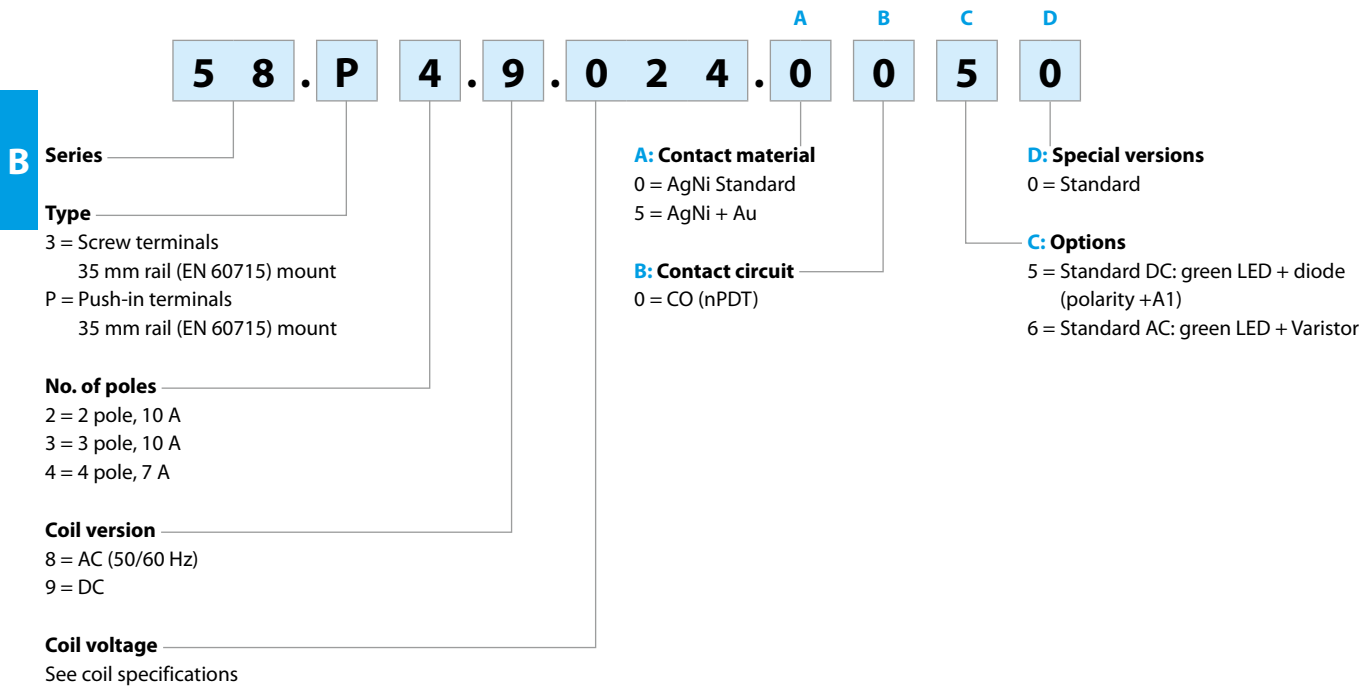 A B C D
5 8 . P 4 . 9 . 0 2 4 . 0 0 5 0
B
Series
Type
3 = Screw terminals
35 mm rail (EN 60715) mount
P = Push-in terminals
35 mm rail (EN 60715) mount
No. of poles
2 = 2 pole, 10 A
3 = 3 pole, 10 A
4 = 4 pole, 7 A
Coil version
8 = AC (50/60 Hz)
9 = DC
Coil voltage
See coil specifications
A: Contact material
0 = AgNi Standard
5 = AgNi + Au
B: Contact circuit
0 = CO (nPDT)
D: Special versions
0 = Standard
C: Options
5 = Standard DC: green LED + diode
(polarity +A1)
6 = Standard AC: green LED + Varistor